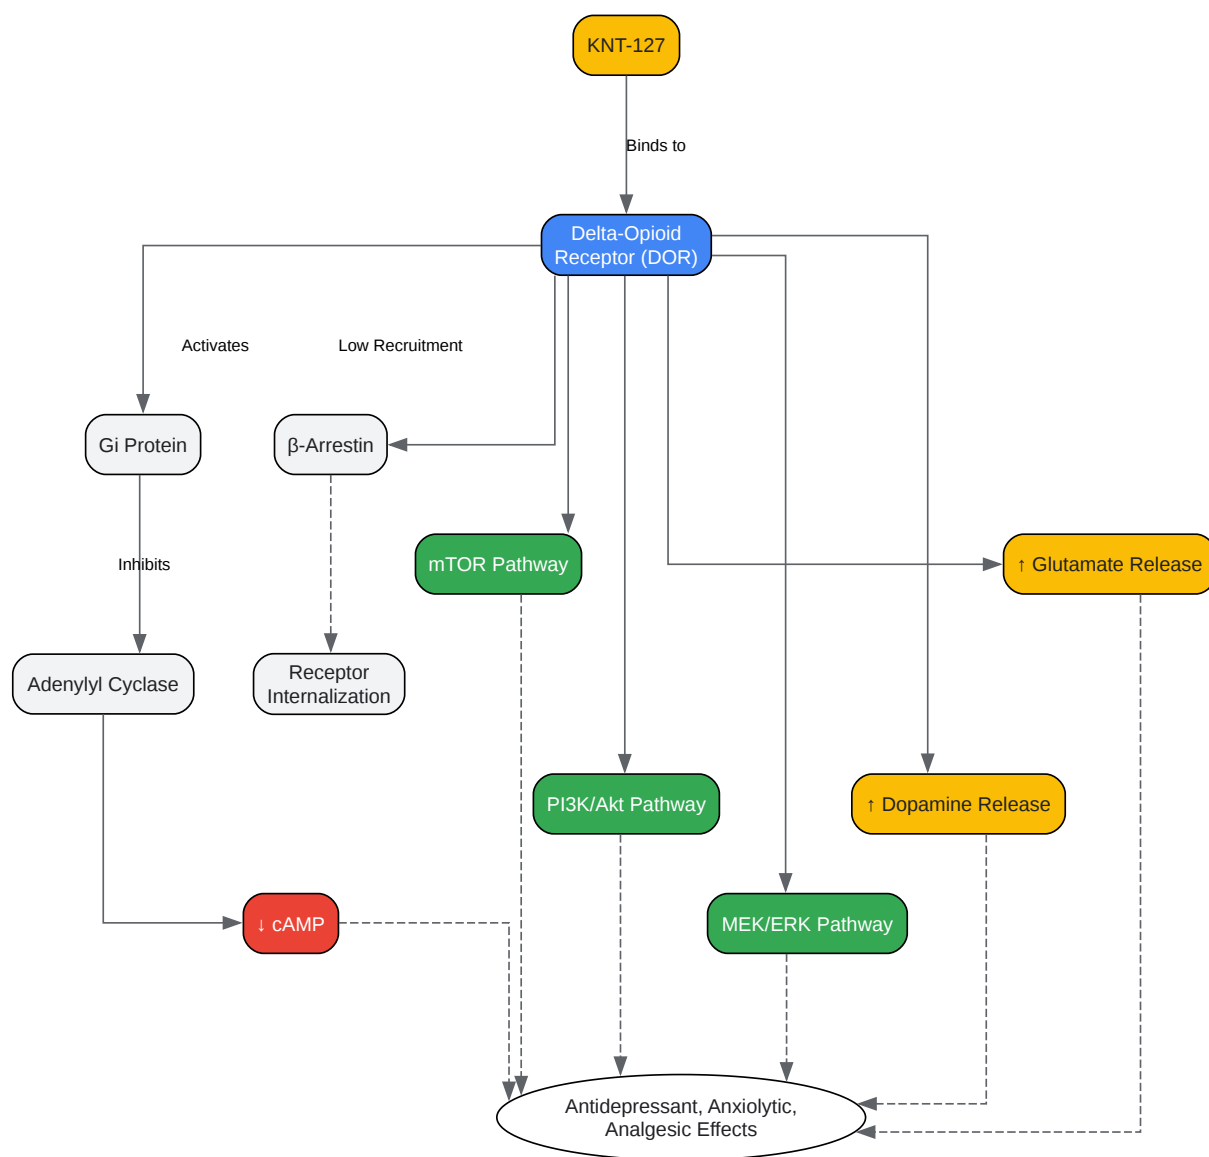 KNT-127
Binds to
Delta-Opioid
Receptor (DOR)
Activates
Low Recruitment
Gi Protein
β-Arrestin
Inhibits
mTOR Pathway
↑ Glutamate Release
Adenylyl Cyclase
Receptor
Internalization
PI3K/Akt Pathway
↑ Dopamine Release
↓ cAMP
MEK/ERK Pathway
Antidepressant, Anxiolytic,
Analgesic Effects